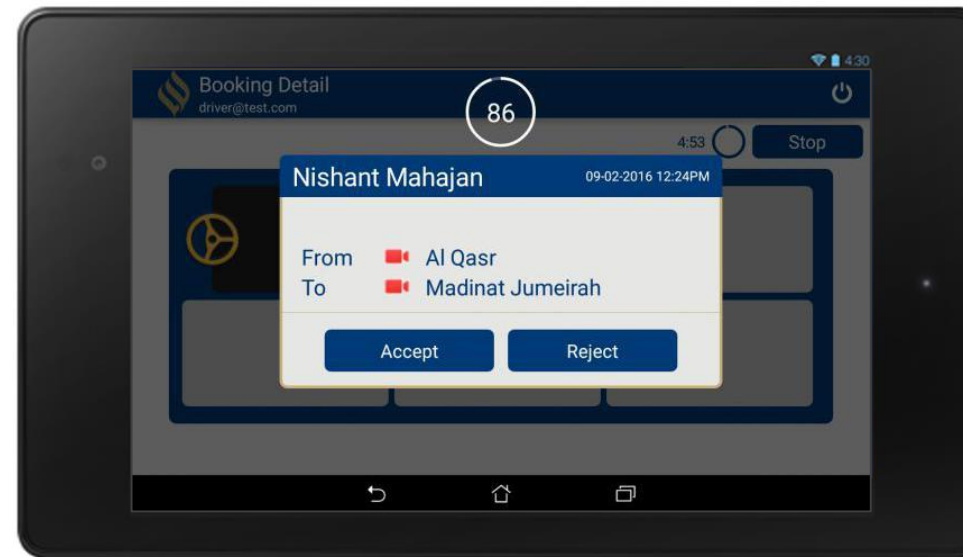 4:30
Booking Detail
driver@test.com
86
4:53
Stop
Nishant Mahajan 09-02-2016 12:24PM
From Al Qasr
To Madinat Jumeirah
Accept Reject